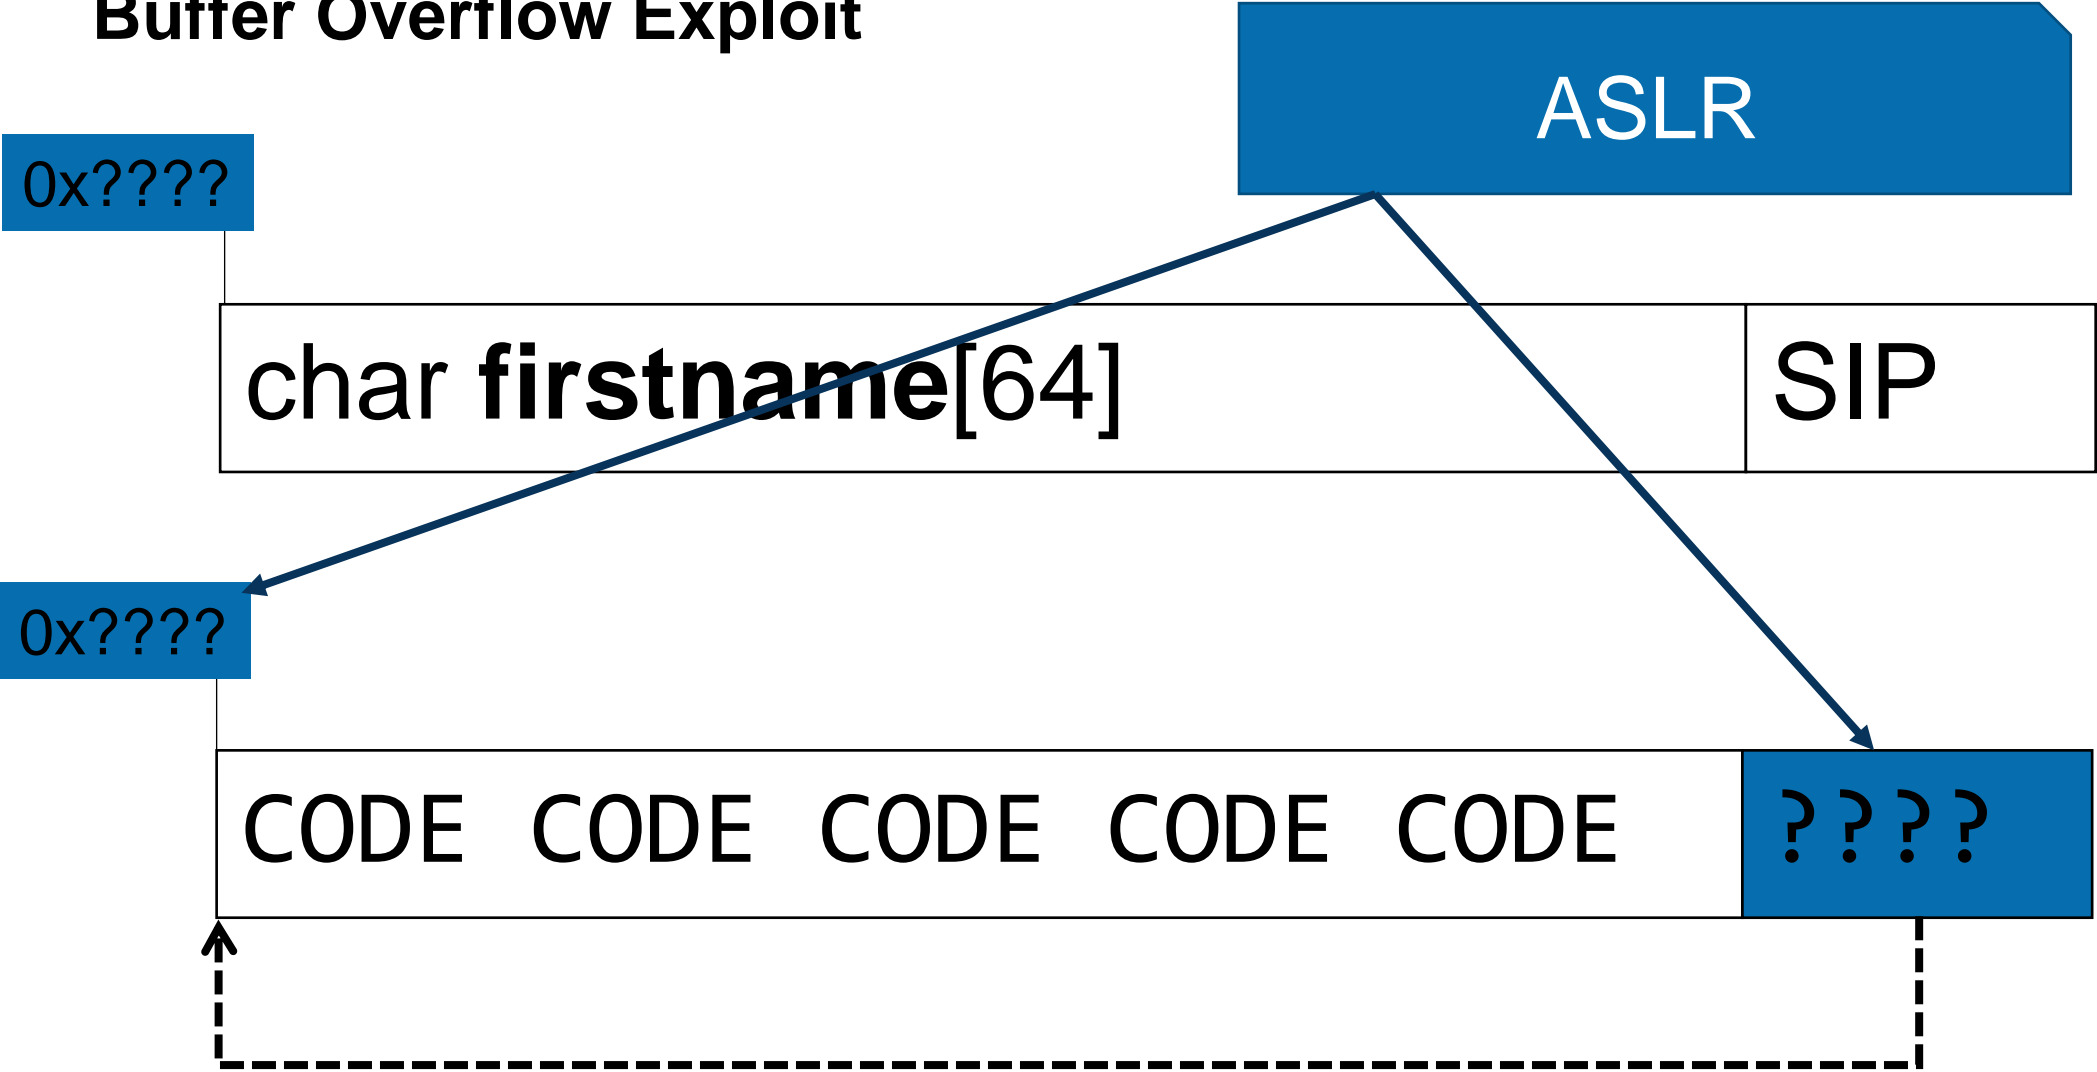 Buffer Overflow Exploit
ASLR
0x????
char firstname[64]
SIP
0x????
CODE CODE CODE CODE CODE
????